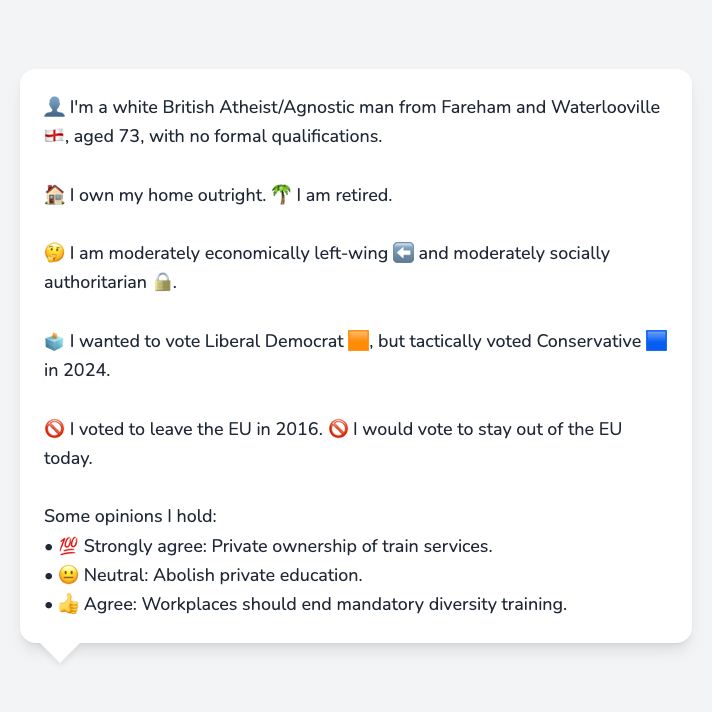 👤 I'm a white British Atheist/Agnostic man from Fareham and Waterlooville
🏴󠁧󠁢󠁥󠁮󠁧󠁿, aged 73, with no formal qualifications.
🏠 I own my home outright. 🌴 I am retired.
🤔 I am moderately economically left-wing ⬅️ and moderately socially
authoritarian 🔒.
🗳️ I wanted to vote Liberal Democrat 🟧, but tactically voted Conservative 🟦
in 2024.
🚫 I voted to leave the EU in 2016. 🚫 I would vote to stay out of the EU
today.
Some opinions I hold:
• 💯 Strongly agree: Private ownership of train services.
• 😐 Neutral: Abolish private education.
• 👍 Agree: Workplaces should end mandatory diversity training.